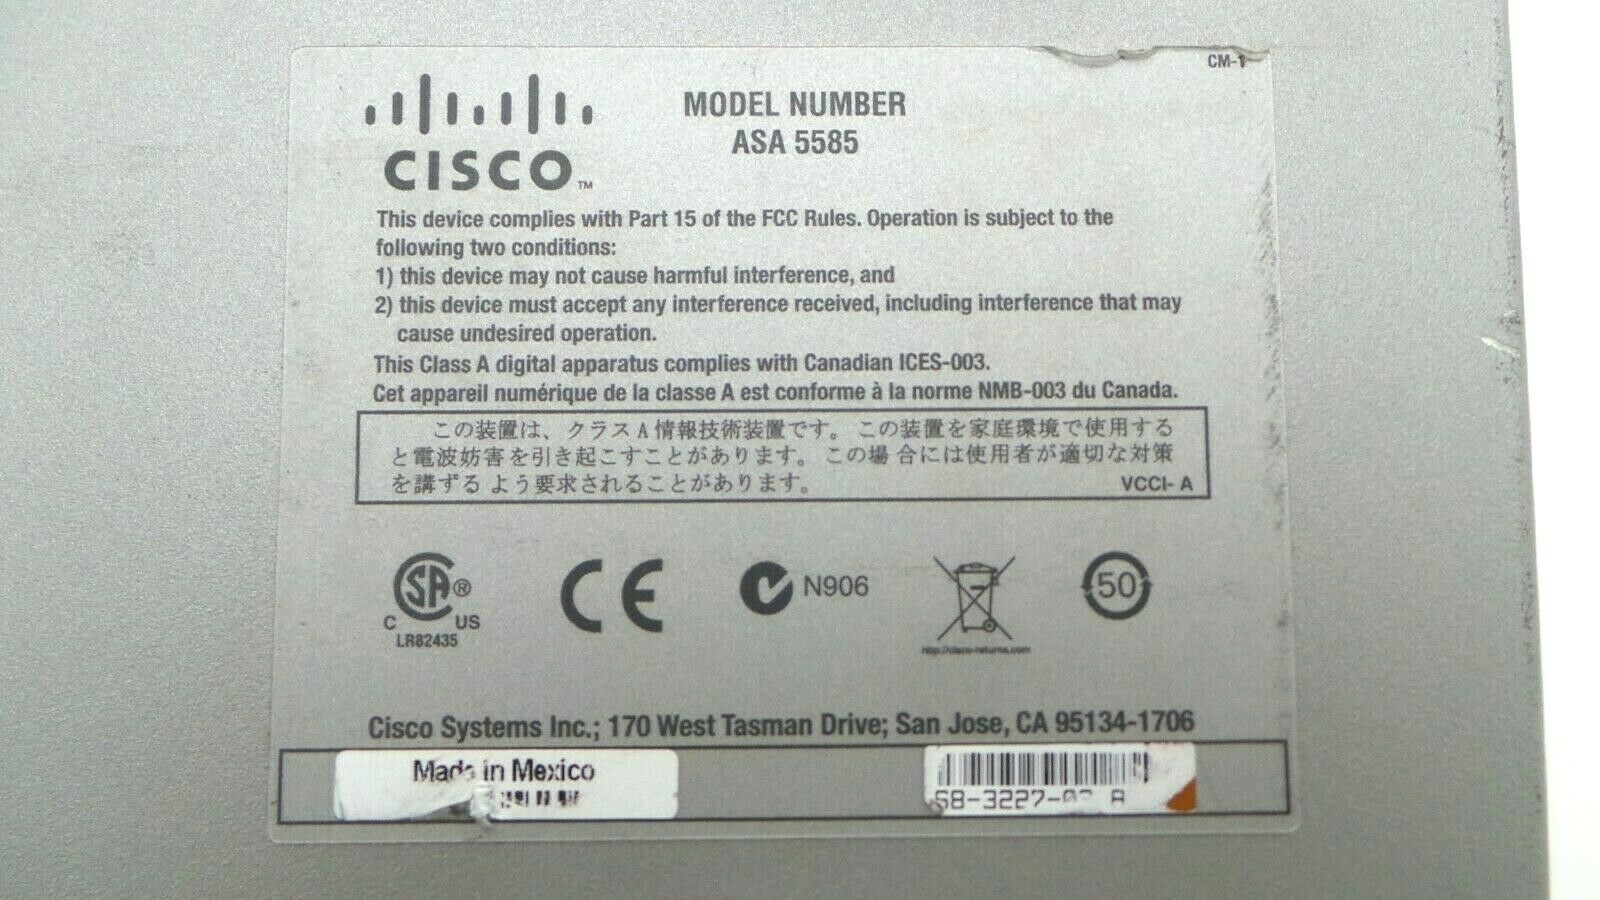 CM-1
CISCO™
MODEL NUMBER
ASA 5585
This device complies with Part 15 of the FCC Rules. Operation is subject to the
following two conditions:
1) this device may not cause harmful interference, and
2) this device must accept any interference received, including interference that may
cause undesired operation.
This Class A digital apparatus complies with Canadian ICES-003.
Cet appareil numérique de la classe A est conforme à la norme NMB-003 du Canada.
この装置は、クラス A 情報技術装置です。 この装置を家庭環境で使用する
と電波妨害を引き起こすことがあります。 この場 合には使用者が適切な対策
を講ずる よう要求されることがあります。
VCCI- A
SA ®
C US
LR82435
CE
N906
http://cisco-returns.com
50
Cisco Systems Inc.; 170 West Tasman Drive; San Jose, CA 95134-1706
Made in Mexico
68-3227-02 A